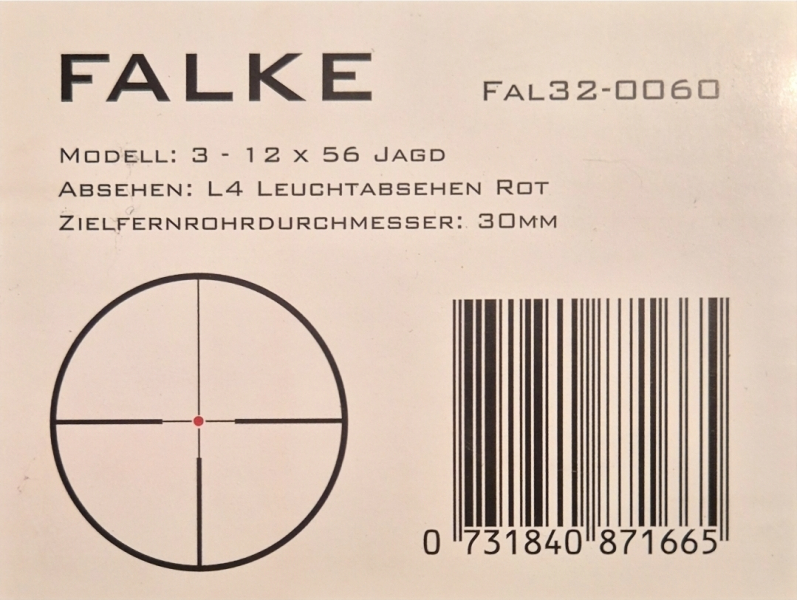 FALKE
FAL32-0060
MODELL: 3 - 12 x 56 JAGD
ABSEHEN: L4 LEUCHTABSEHEN ROT
ZIELFERNROHRDURCHMESSER: 30MM
0 731840 871665